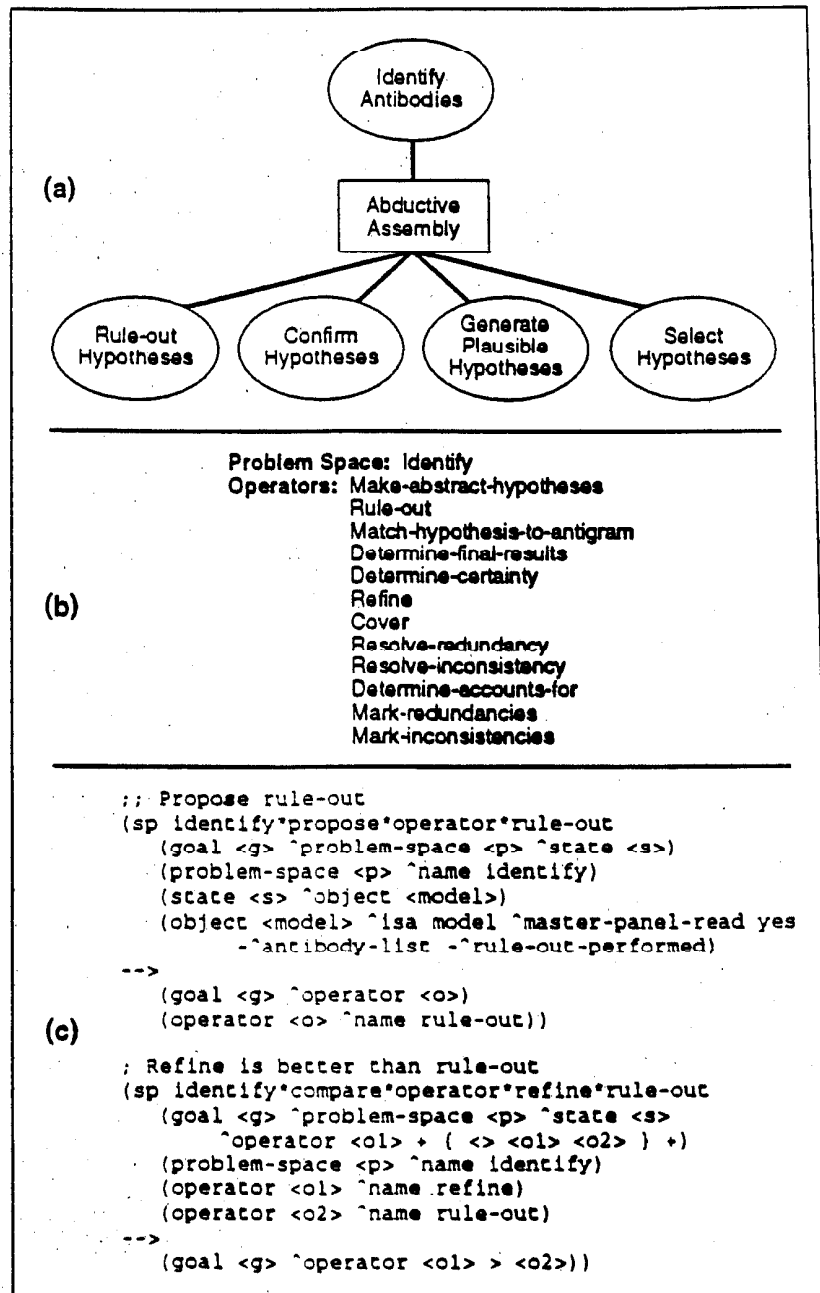 Identify
Antibodies
(a)
Abductive
Assembly
Rule-out
Hypotheses
Confirm
Hypotheses
Generate
Plausible
Hypotheses
Select
Hypotheses
Problem Space: Identify
Operators: Make-abstract-hypotheses
Rule-out
Match-hypothesis-to-antigram
Determine-final-results
Determine-certainty
Refine
(b)
Cover
Resolve-redundancy
Resolve-inconsistency
Determine-accounts-for
Mark-redundancies
Mark-inconsistencies
;; Propose rule-out
(sp identify*propose*operator*rule-out
(goal <g> ^problem-space <p> ^state <s>)
(problem-space <p> ^name identify)
(state <s> ^object <model>)
(object <model> ^isa model ^master-panel-read yes
-^antibody-list -^rule-out-performed)
-->
(goal <g> ^operator <o>)
(operator <o> ^name rule-out))
(c)
; Refine is better than rule-out
(sp identify*compare*operator*refine*rule-out
(goal <g> ^problem-space <p> ^state <s>
^operator <o1> + { <> <o1> <o2> } +)
(problem-space <p> ^name identify)
(operator <o1> ^name refine)
(operator <o2> ^name rule-out)
-->
(goal <g> ^operator <o1> > <o2>))